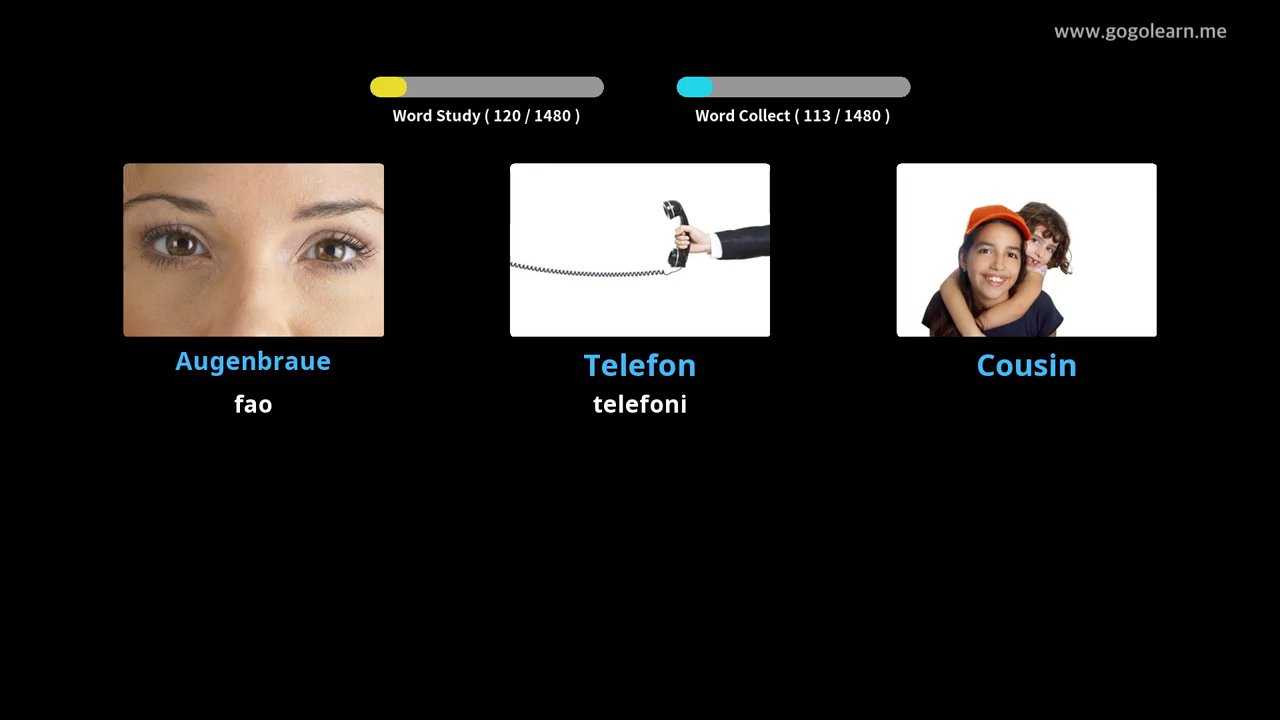 www.gogolearn.me
Word Study ( 120 / 1480 )
Word Collect ( 113 / 1480 )
Augenbraue
Telefon
Cousin
fao
telefoni